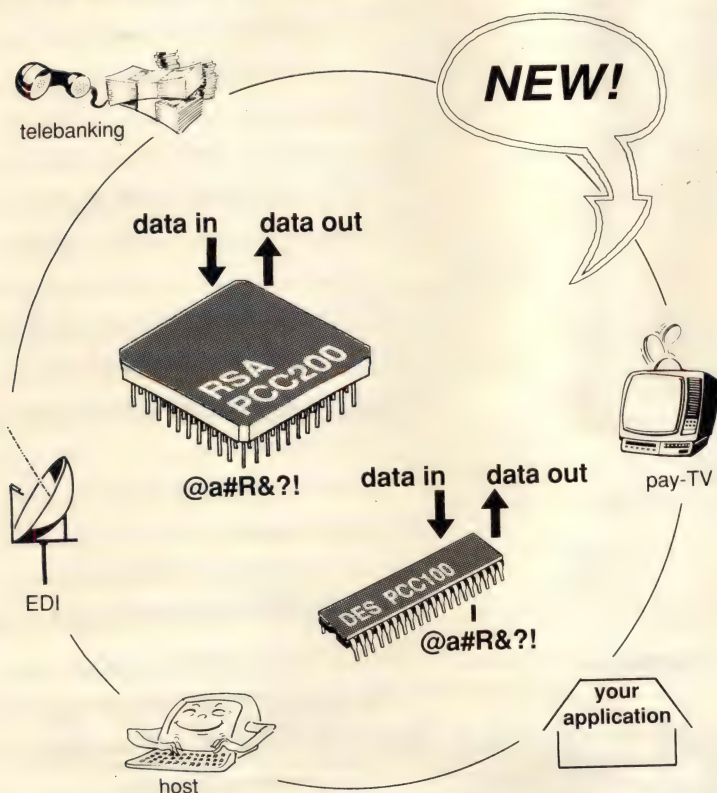 NEW!
telebanking
data in data out
RSA
PCC200
@a#R&?!
pay-TV
data in data out
DES PCC100
@a#R&?!
EDI
your
application
host